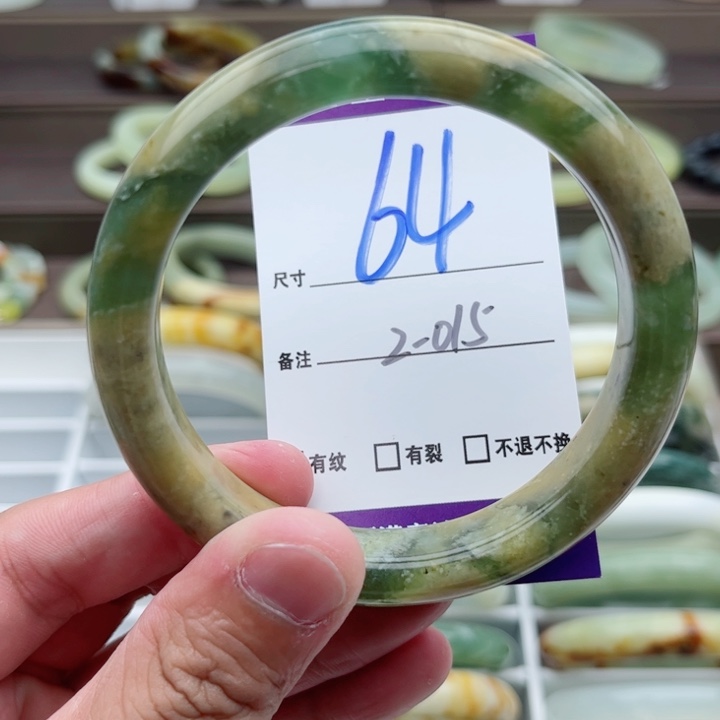 尺寸 64
备注 2-015
有纹 □有裂 □不退不换